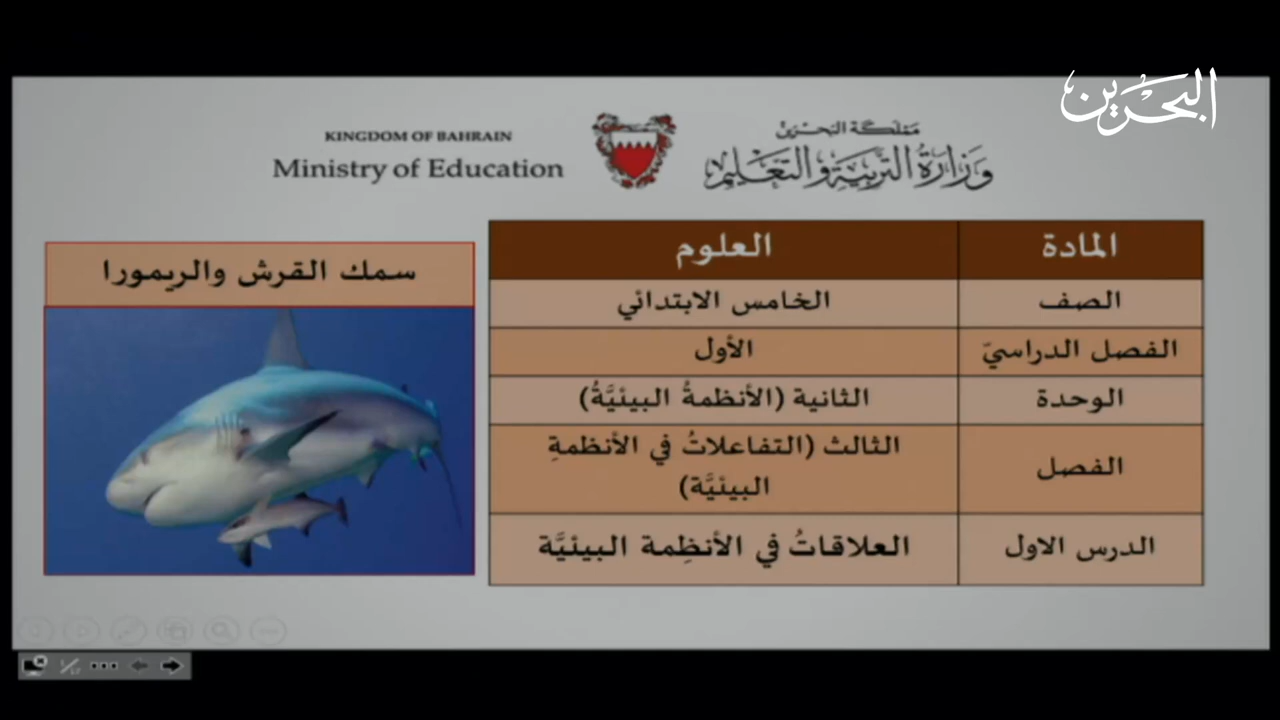 البحرين
KINGDOM OF BAHRAIN
Ministry of Education
مملكة البحرين
وزارة التربية والتعليم
المادة العلوم
الصف الخامس الابتدائي
الفصل الدراسيّ الأول
الوحدة الثانية (الأنظمةُ البيئيَّةُ)
الفصل الثالث (التفاعلاتُ في الأنظمةِ
البيئيَّة)
الدرس الاول العلاقاتُ في الأنظِمة البيئيَّة
سمك القرش والريمورا